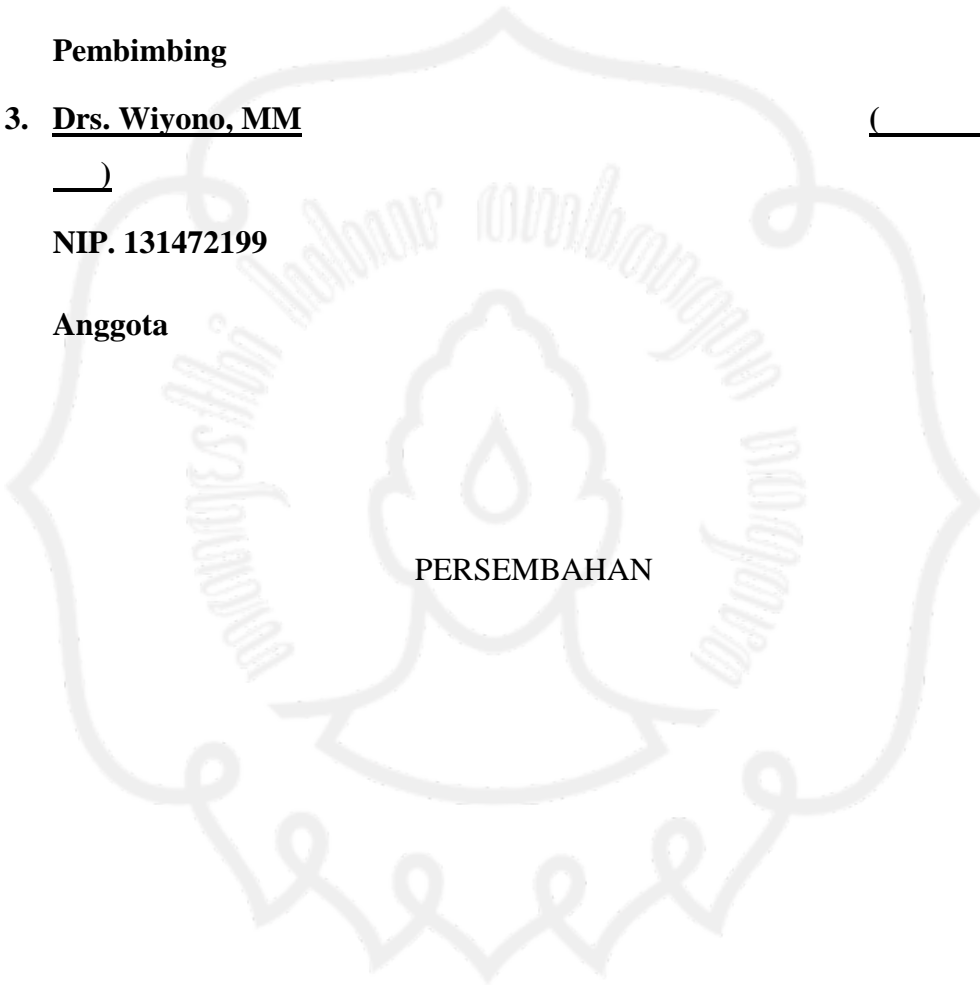 Pembimbing
3. Drs. Wiyono, MM (
)
NIP. 131472199
Anggota
PERSEMBAHAN